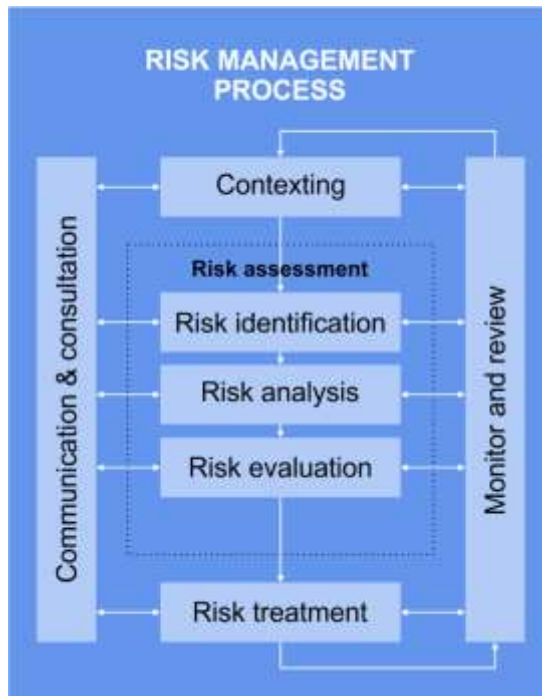 RISK MANAGEMENT
PROCESS
Communication & consultation
Contexting
Risk assessment
Risk identification
Risk analysis
Risk evaluation
Risk treatment
Monitor and review